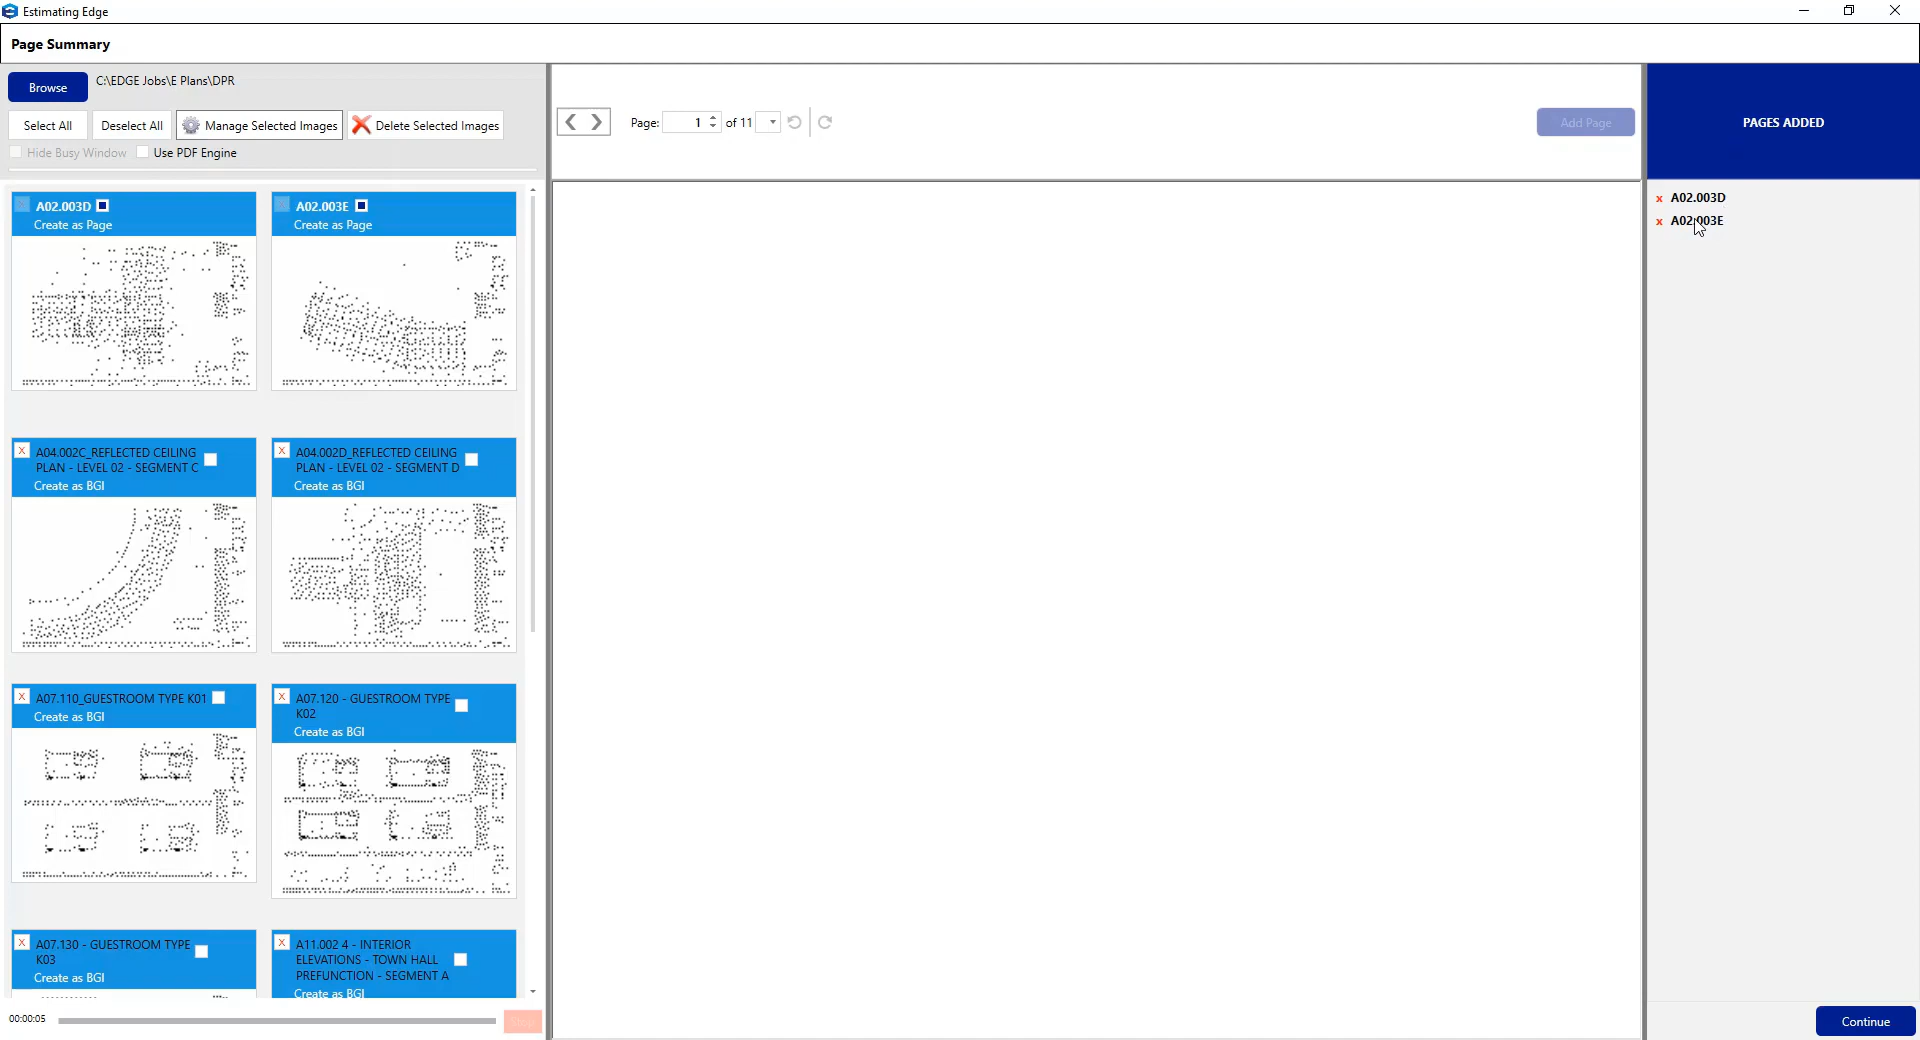 Estimating Edge
Page Summary
Browse
C:\EDGE Jobs\E Plans\DPR
Select All
Deselect All
Manage Selected Images
Delete Selected Images
Hide Busy Window
Use PDF Engine
Page: 1 of 11
Add Page
PAGES ADDED
x A02.003D
x A02.003E
A02.003D
Create as Page
A02.003E
Create as Page
X A04.002C_REFLECTED CEILING
PLAN - LEVEL 02 - SEGMENT C
Create as BGI
X A04.002D_REFLECTED CEILING
PLAN - LEVEL 02 - SEGMENT D
Create as BGI
X A07.110_GUESTROOM TYPE K01
Create as BGI
X A07.120 - GUESTROOM TYPE
K02
Create as BGI
X A07.130 - GUESTROOM TYPE
K03
Create as BGI
X A11.002 4 - INTERIOR
ELEVATIONS - TOWN HALL
PREFUNCTION - SEGMENT A
Create as BGI
00:00:05
Continue